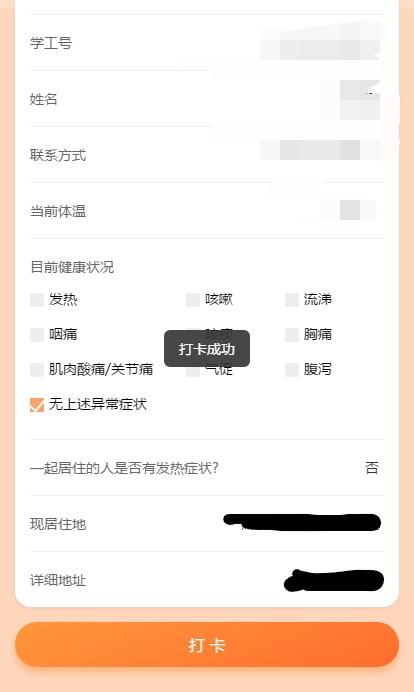 学工号
姓名
联系方式
当前体温
目前健康状况
发热 咳嗽 流涕
咽痛 胸痛
打卡成功
肌肉酸痛/关节痛 气促 腹泻
无上述异常症状
一起居住的人是否有发热症状? 否
现居住地
详细地址
打卡